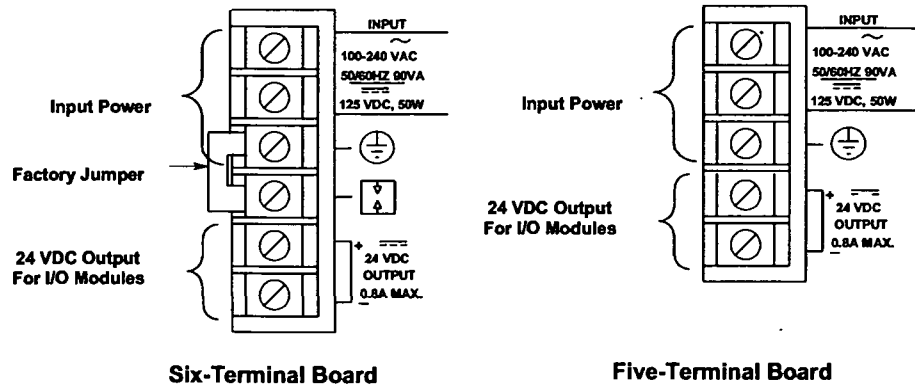 INPUT
100-240 VAC
50/60HZ 90VA
125 VDC, 50W
Input Power
Factory Jumper
24 VDC Output
For I/O Modules
+
24 VDC
OUTPUT
0.8A MAX.
−
Six-Terminal Board
INPUT
100-240 VAC
50/60HZ 90VA
125 VDC, 50W
Input Power
24 VDC Output
For I/O Modules
+
24 VDC
OUTPUT
0.8A MAX.
−
Five-Terminal Board